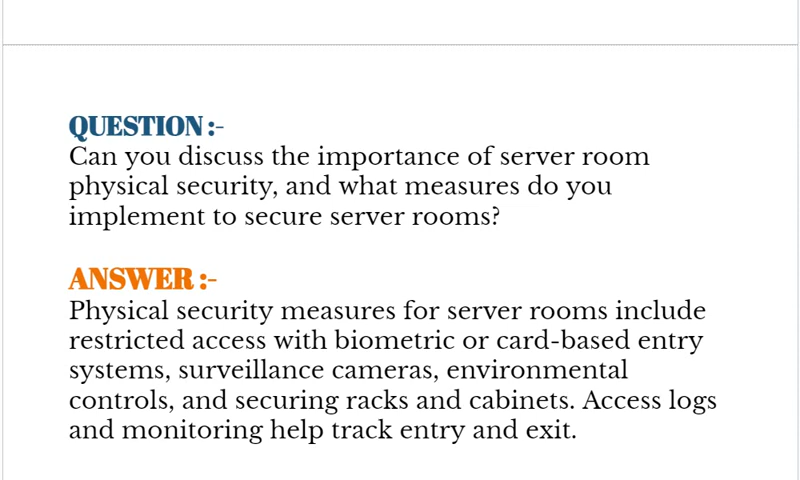 QUESTION :-
Can you discuss the importance of server room
physical security, and what measures do you
implement to secure server rooms?
ANSWER :-
Physical security measures for server rooms include
restricted access with biometric or card-based entry
systems, surveillance cameras, environmental
controls, and securing racks and cabinets. Access logs
and monitoring help track entry and exit.